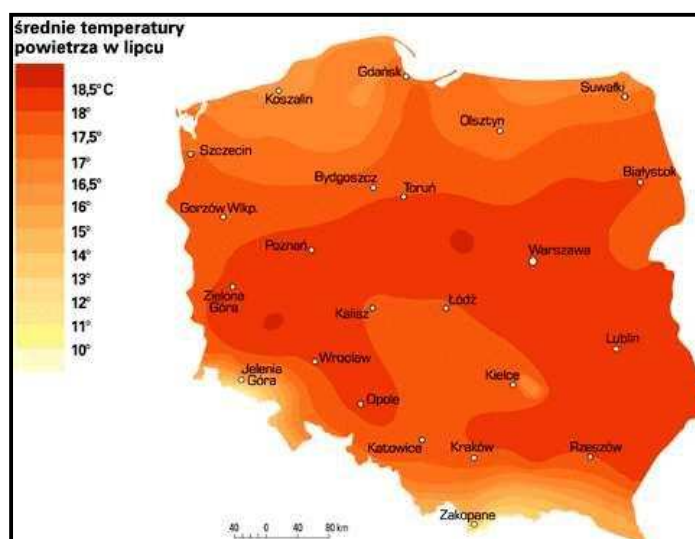 średnie temperatury
powietrza w lipcu
18,5°C
18°
17,5°
17°
16,5°
16°
15°
14°
13°
12°
11°
10°
Gdańsk
Koszalin
Suwałki
Olsztyn
Szczecin
Białystok
Bydgoszcz
Toruń
Gorzów Wlkp.
Poznań
Warszawa
Zielona
Góra
Kalisz
Łódź
Lublin
Wrocław
Jelenia
Góra
Kielce
Opole
Katowice
Kraków
Rzeszów
Zakopane
40 0 40 80 km